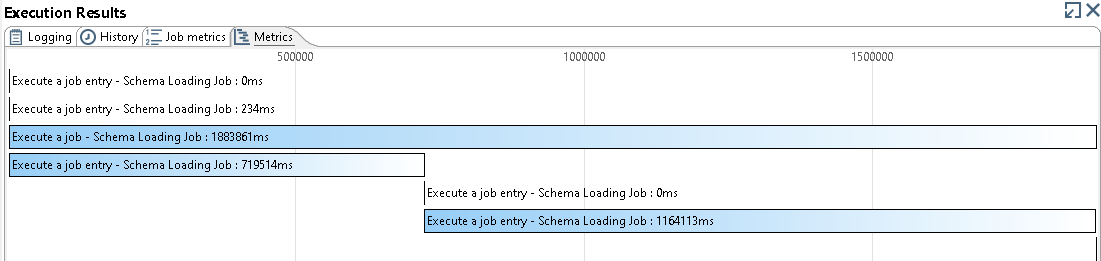 Execution Results
Logging History Job metrics Metrics
500000 1000000 1500000
Execute a job entry - Schema Loading Job : 0ms
Execute a job entry - Schema Loading Job : 234ms
Execute a job - Schema Loading Job : 1883861ms
Execute a job entry - Schema Loading Job : 719514ms
Execute a job entry - Schema Loading Job : 0ms
Execute a job entry - Schema Loading Job : 1164113ms